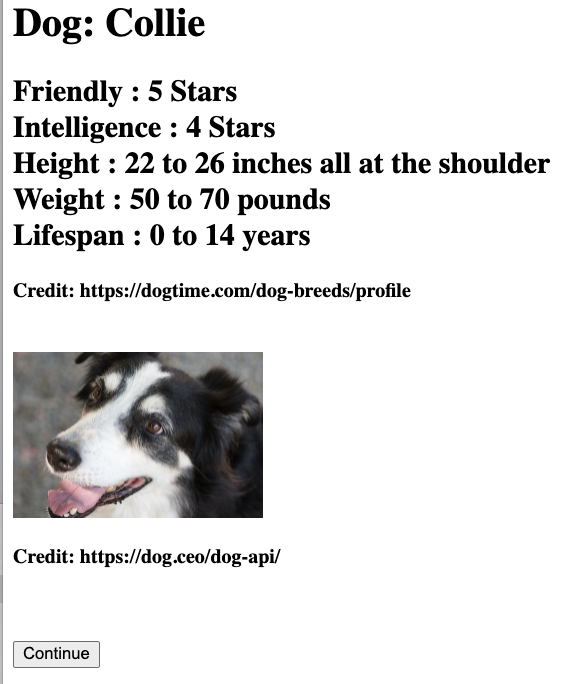 Dog: Collie
Friendly : 5 Stars
Intelligence : 4 Stars
Height : 22 to 26 inches all at the shoulder
Weight : 50 to 70 pounds
Lifespan : 0 to 14 years
Credit: https://dogtime.com/dog-breeds/profile
Credit: https://dog.ceo/dog-api/
Continue